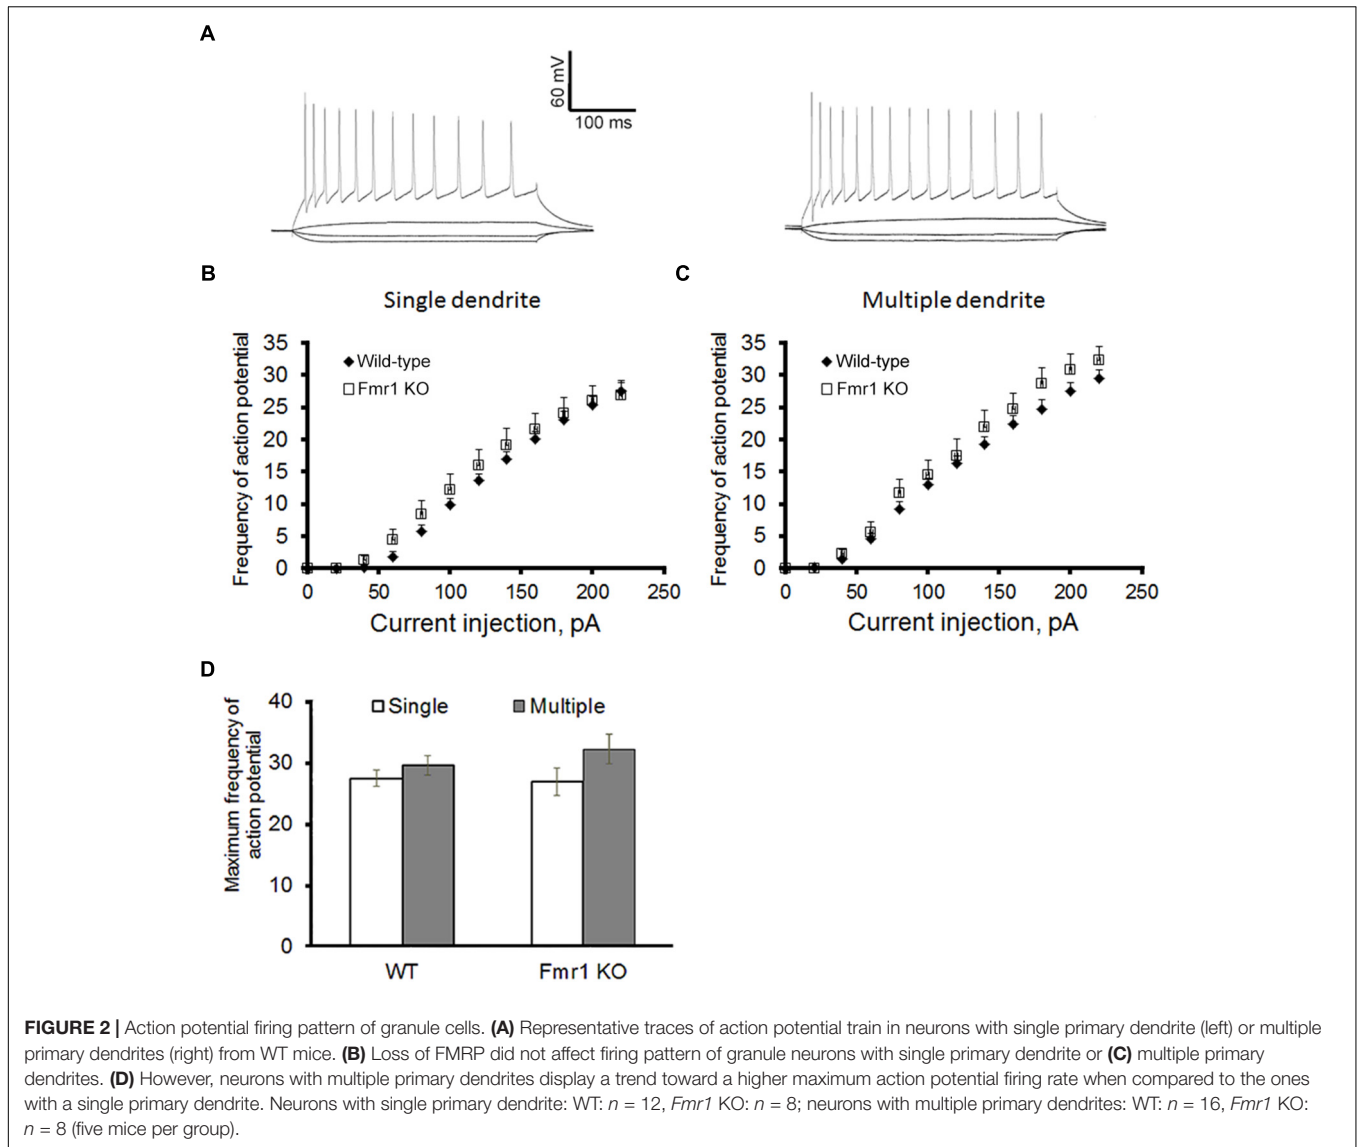 A
60 mV
100 ms
B
C
Single dendrite
Multiple dendrite
Frequency of action potential
35
30
25
20
15
10
5
0
Wild-type
Fmr1 KO
0 50 100 150 200 250
Current injection, pA
Frequency of action potential
35
30
25
20
15
10
5
0
Wild-type
Fmr1 KO
0 50 100 150 200 250
Current injection, pA
D
Maximum frequency of
action potential
40
30
20
10
0
Single Multiple
WT Fmr1 KO
FIGURE 2 | Action potential firing pattern of granule cells. (A) Representative traces of action potential train in neurons with single primary dendrite (left) or multiple
primary dendrites (right) from WT mice. (B) Loss of FMRP did not affect firing pattern of granule neurons with single primary dendrite or (C) multiple primary
dendrites. (D) However, neurons with multiple primary dendrites display a trend toward a higher maximum action potential firing rate when compared to the ones
with a single primary dendrite. Neurons with single primary dendrite: WT: n = 12, Fmr1 KO: n = 8; neurons with multiple primary dendrites: WT: n = 16, Fmr1 KO:
n = 8 (five mice per group).